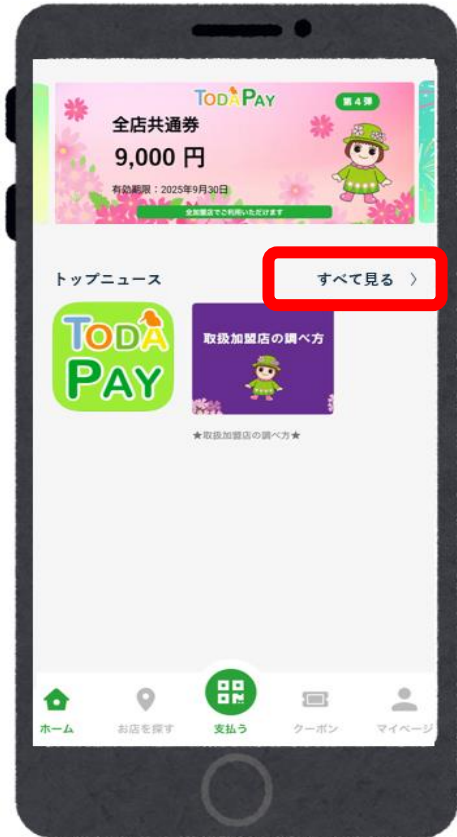 TODAPAY
第4弾
全店共通券
9,000 円
有効期限：2025年9月30日
全加盟店でご利用いただけます
トップニュース
すべて見る 〉
TODA
PAY
取扱加盟店の調べ方
★取扱加盟店の調べ方★
ホーム
お店を探す
支払う
クーポン
マイページ